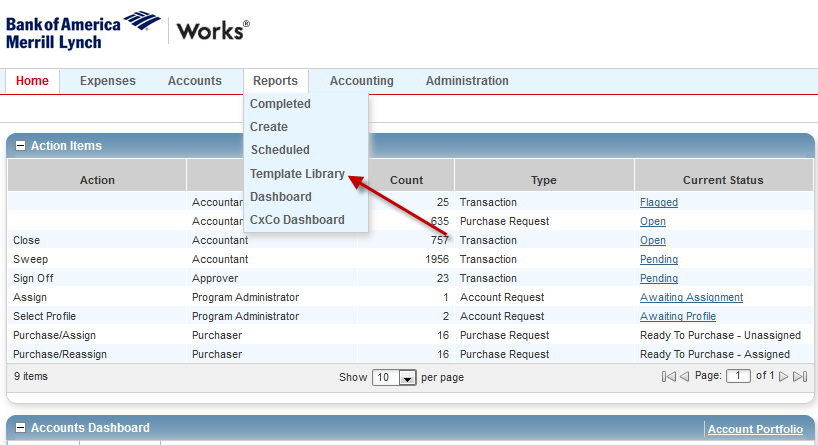 Bank of America
Merrill Lynch
Works®
Home Expenses Accounts Reports Accounting Administration
Completed
Create
Scheduled
Template Library
Dashboard
CxCo Dashboard
Action Items
Action Count Type Current Status
Accountan 25 Transaction Flagged
Accountan 635 Purchase Request Open
Close Accountant 757 Transaction Open
Sweep Accountant 1956 Transaction Pending
Sign Off Approver 23 Transaction Pending
Assign Program Administrator 1 Account Request Awaiting Assignment
Select Profile Program Administrator 2 Account Request Awaiting Profile
Purchase/Assign Purchaser 16 Purchase Request Ready To Purchase - Unassigned
Purchase/Reassign Purchaser 16 Purchase Request Ready To Purchase - Assigned
9 items Show 10 per page Page: 1 of 1
Accounts Dashboard Account Portfolio